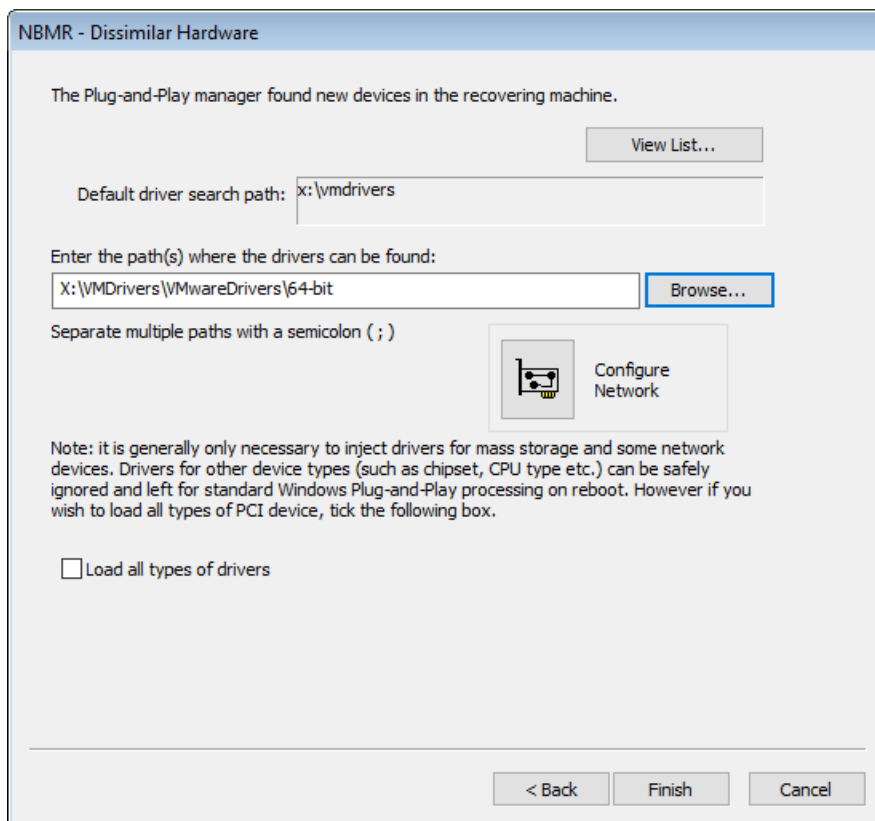 NBMR - Dissimilar Hardware
The Plug-and-Play manager found new devices in the recovering machine.
View List...
Default driver search path: x:\vmdrivers
Enter the path(s) where the drivers can be found:
X:\VMDrivers\VMwareDrivers\64-bit Browse...
Separate multiple paths with a semicolon ( ; )
Configure
Network
Note: it is generally only necessary to inject drivers for mass storage and some network
devices. Drivers for other device types (such as chipset, CPU type etc.) can be safely
ignored and left for standard Windows Plug-and-Play processing on reboot. However if you
wish to load all types of PCI device, tick the following box.
Load all types of drivers
< Back Finish Cancel